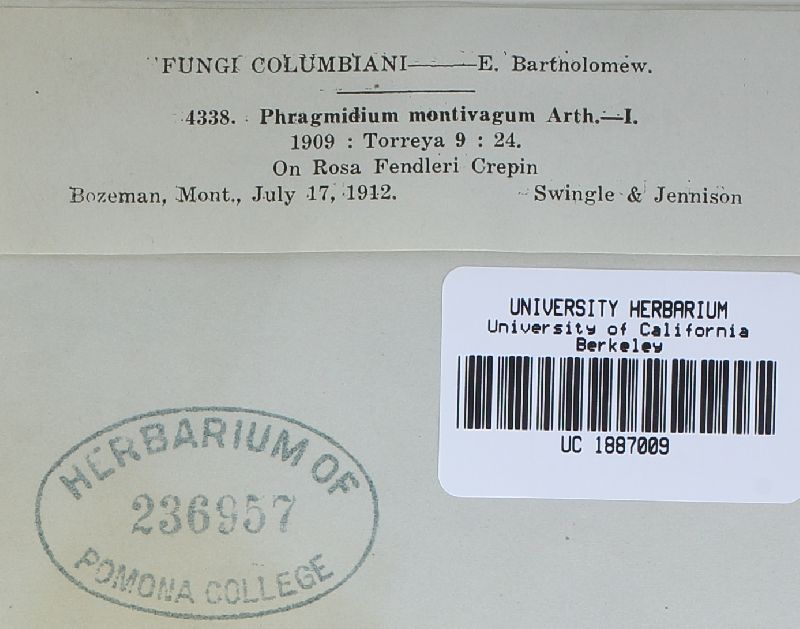 FUNGI COLUMBIANI——E. Bartholomew.
4338. Phragmidium montivagum Arth.—I.
1909 : Torreya 9 : 24.
On Rosa Fendleri Crepin
Bozeman, Mont., July 17, 1912. Swingle & Jennison
UNIVERSITY HERBARIUM
University of California
Berkeley
UC 1887009
HERBARIUM OF
236957
POMONA COLLEGE